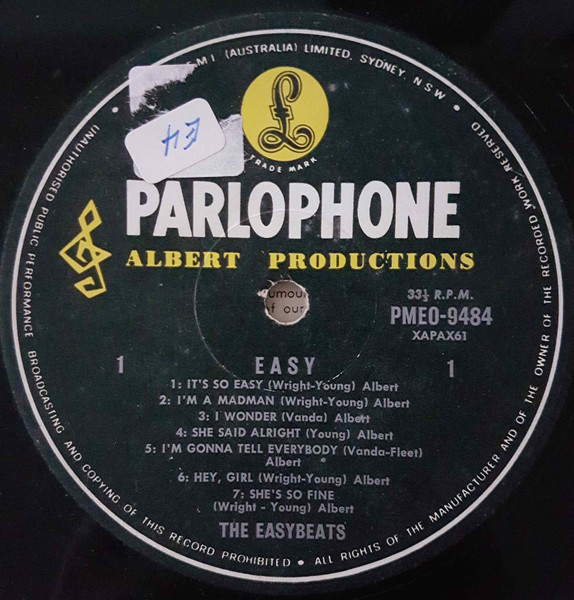 M I (AUSTRALIA) LIMITED, SYDNEY, N S W •
UNAUTHORISED PUBLIC PERFORMANCE BROADCASTING AND COPYING OF THIS RECORD PROHIBITED • ALL RIGHTS OF THE MANUFACTURER AND OF THE OWNER OF THE RECORDED WORK RESERVED
£
TRADE MARK
PARLOPHONE
ALBERT PRODUCTIONS
umour
f our
33⅓ R.P.M.
PMEO-9484
XAPAX61
1 EASY 1
1: IT'S SO EASY (Wright-Young) Albert
2: I'M A MADMAN (Wright-Young) Albert
3: I WONDER (Vanda) Albert
4: SHE SAID ALRIGHT (Young) Albert
5: I'M GONNA TELL EVERYBODY (Vanda-Fleet)
Albert
6: HEY, GIRL (Wright-Young) Albert
7: SHE'S SO FINE
(Wright - Young) Albert
THE EASYBEATS